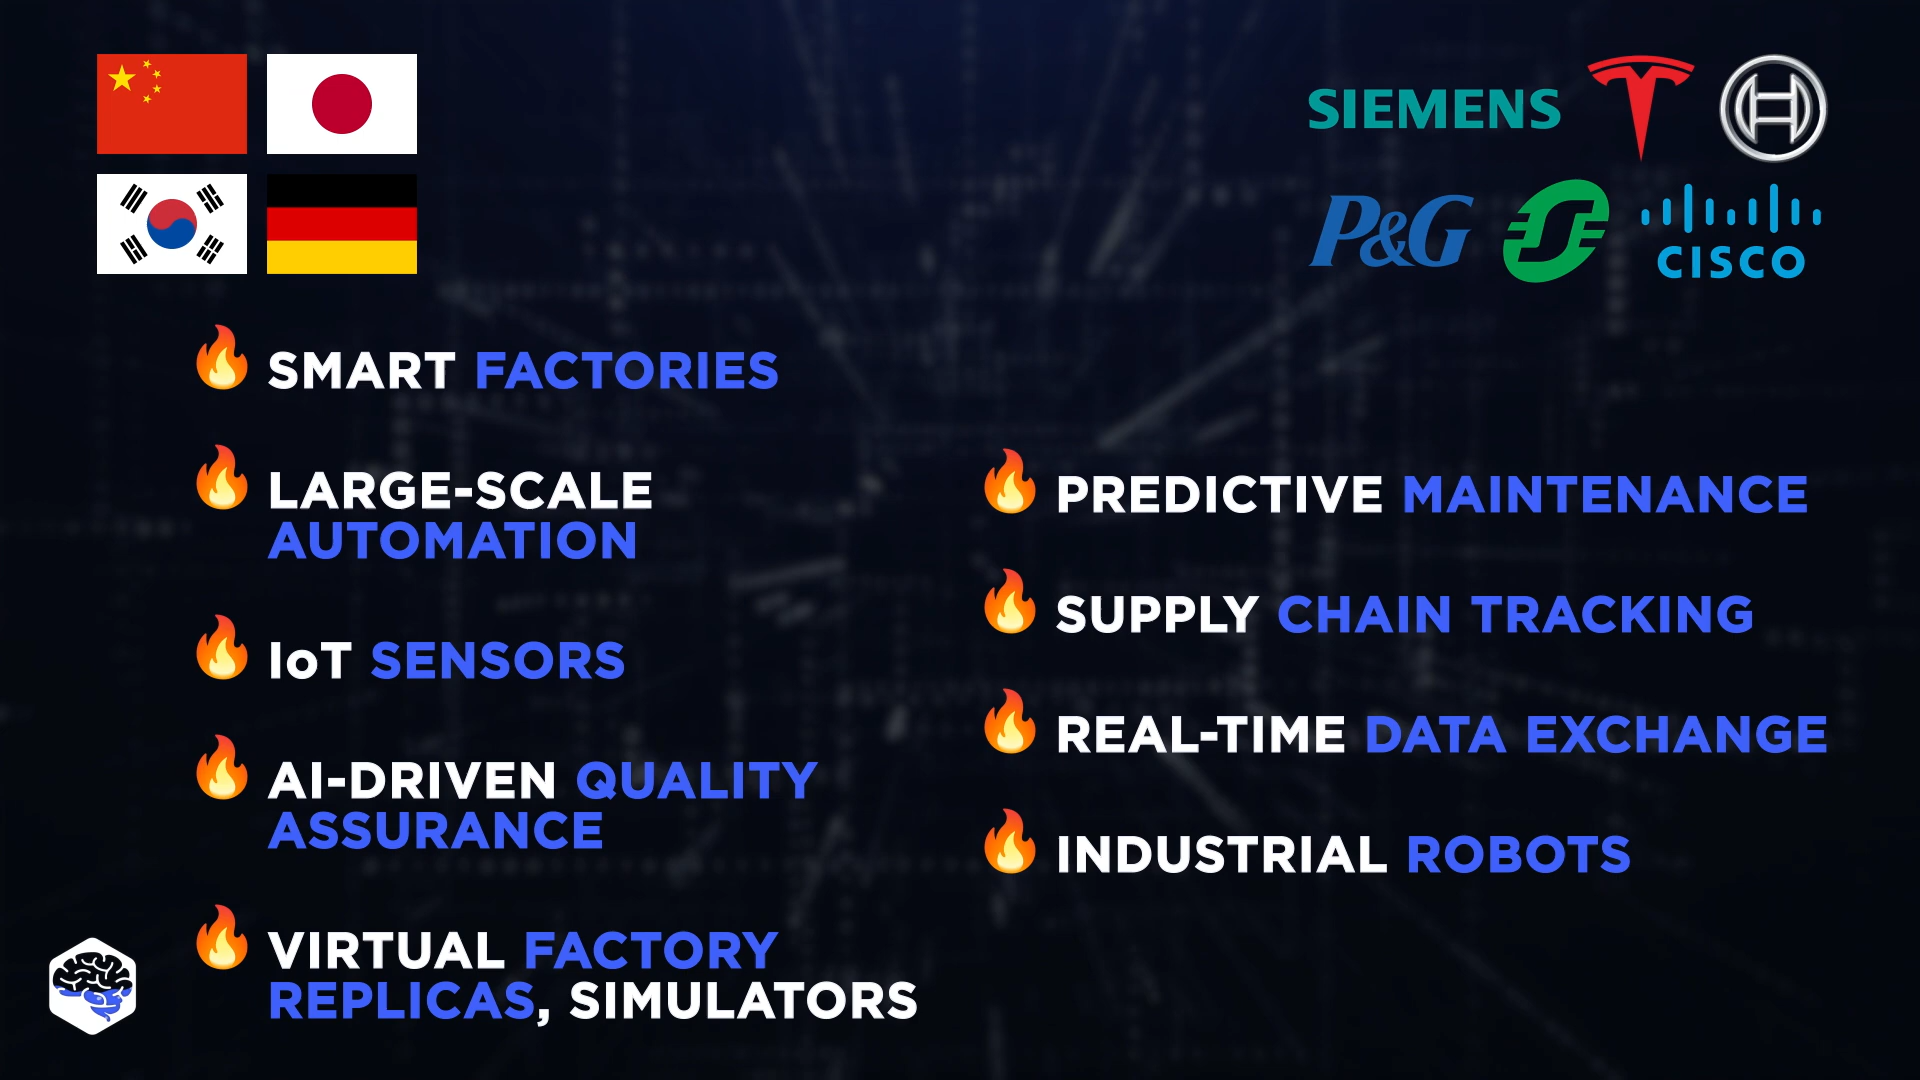 SIEMENS
P&G
CISCO
SMART FACTORIES
LARGE-SCALE
AUTOMATION
IoT SENSORS
AI-DRIVEN QUALITY
ASSURANCE
VIRTUAL FACTORY
REPLICAS, SIMULATORS
PREDICTIVE MAINTENANCE
SUPPLY CHAIN TRACKING
REAL-TIME DATA EXCHANGE
INDUSTRIAL ROBOTS